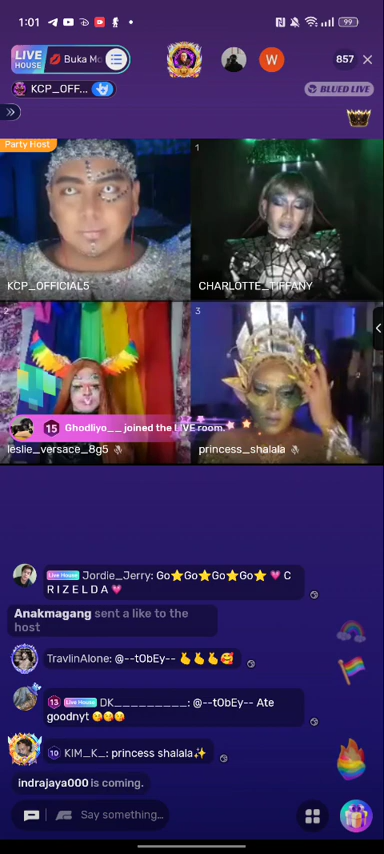 1:01
99
LIVE
HOUSE
Buka Mo
W
857
KCP_OFF...
BLUED LIVE
Party Host
1
KCP_OFFICIAL5
CHARLOTTE_TIFFANY
2
3
15 Ghodliyo__ joined the LIVE room.
leslie_versace_8g5
princess_shalala
Live House Jordie_Jerry: Go⭐Go⭐Go⭐Go⭐ 💗 C
R I Z E L D A 💗
Anakmagang sent a like to the
host
TravlinAlone: @--tObEy-- 🫰🫰🫰🥰
13 Live House DK_________: @--tObEy-- Ate
goodnyt 😘😘😘
10 KIM_K_: princess shalala✨
indrajaya000 is coming.
Say something...